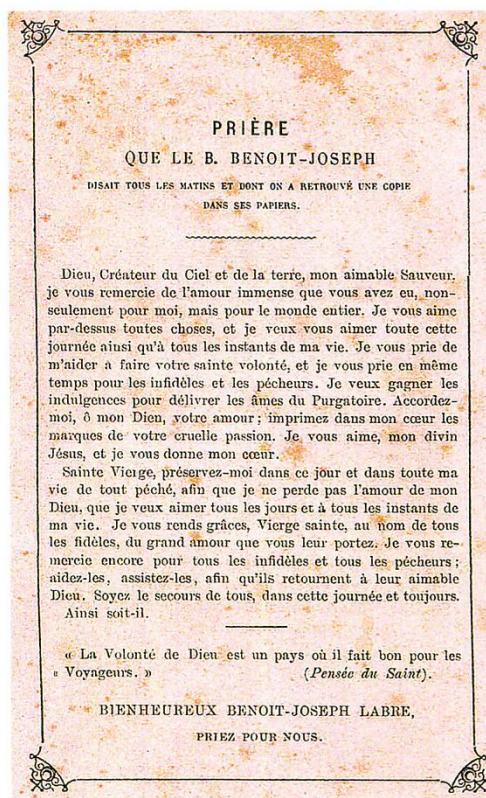 PRIÈRE
QUE LE B. BENOIT-JOSEPH
DISAIT TOUS LES MATINS ET DONT ON A RETROUVÉ UNE COPIE
DANS SES PAPIERS.
Dieu, Créateur du Ciel et de la terre, mon aimable Sauveur.
je vous remercie de l'amour immense que vous avez eu, non-
seulement pour moi, mais pour le monde entier. Je vous aime
par-dessus toutes choses, et je veux vous aimer toute cette
journée ainsi qu'à tous les instants de ma vie. Je vous prie de
m'aider à faire votre sainte volonté, et je vous prie en même
temps pour les infidèles et les pécheurs. Je veux gagner les
indulgences pour délivrer les âmes du Purgatoire. Accordez-
moi, ô mon Dieu, votre amour ; imprimez dans mon cœur les
marques de votre cruelle passion. Je vous aime, mon divin
Jésus, et je vous donne mon cœur.
Sainte Vierge, préservez-moi dans ce jour et dans toute ma
vie de tout péché, afin que je ne perde pas l'amour de mon
Dieu, que je veux aimer tous les jours et à tous les instants de
ma vie. Je vous rends grâces, Vierge sainte, au nom de tous
les fidèles, du grand amour que vous leur portez. Je vous re-
mercie encore pour tous les infidèles et tous les pécheurs ;
aidez-les, assistez-les, afin qu'ils retournent à leur aimable
Dieu. Soyez le secours de tous, dans cette journée et toujours.
Ainsi soit-il.
« La Volonté de Dieu est un pays où il fait bon pour les
« Voyageurs. » (Pensée du Saint).
BIENHEUREUX BENOIT-JOSEPH LABRE,
PRIEZ POUR NOUS.